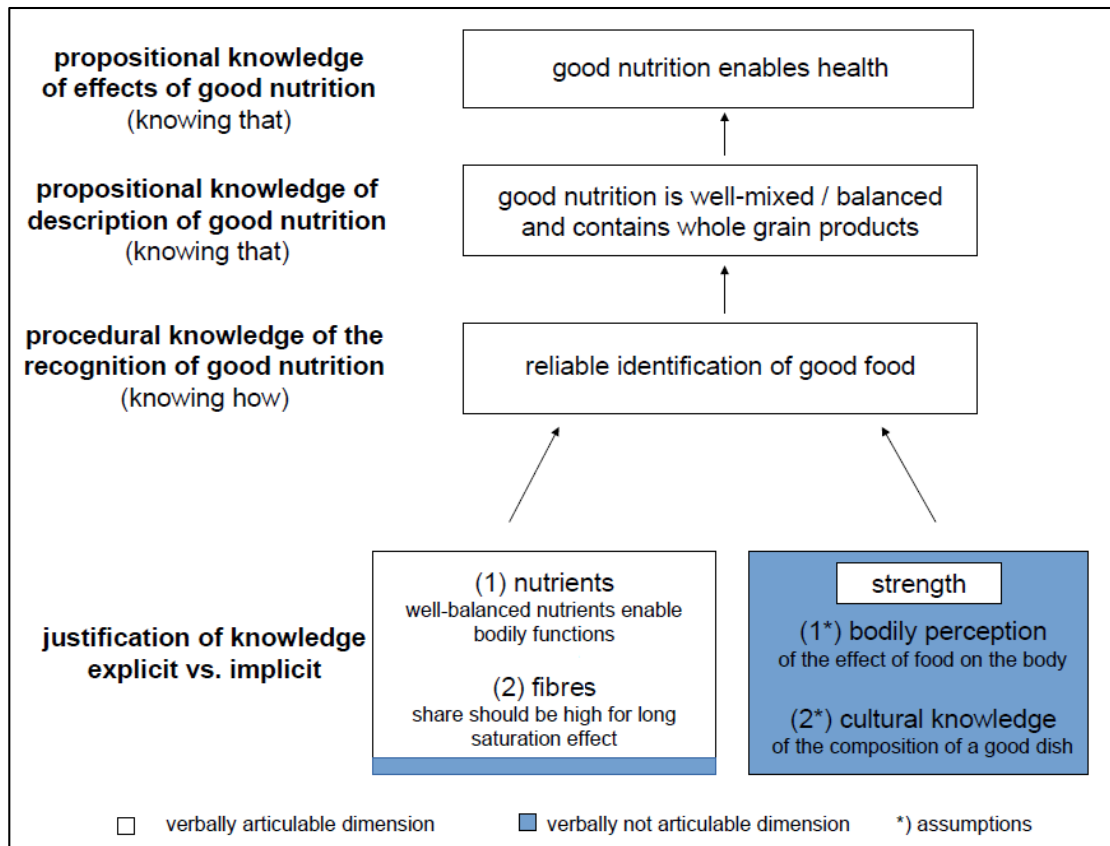 propositional knowledge
of effects of good nutrition
(knowing that)
good nutrition enables health
propositional knowledge of
description of good nutrition
(knowing that)
good nutrition is well-mixed / balanced
and contains whole grain products
procedural knowledge of the
recognition of good nutrition
(knowing how)
reliable identification of good food
justification of knowledge
explicit vs. implicit
(1) nutrients
well-balanced nutrients enable
bodily functions
(2) fibres
share should be high for long
saturation effect
strength
(1*) bodily perception
of the effect of food on the body
(2*) cultural knowledge
of the composition of a good dish
verbally articulable dimension
verbally not articulable dimension
*) assumptions